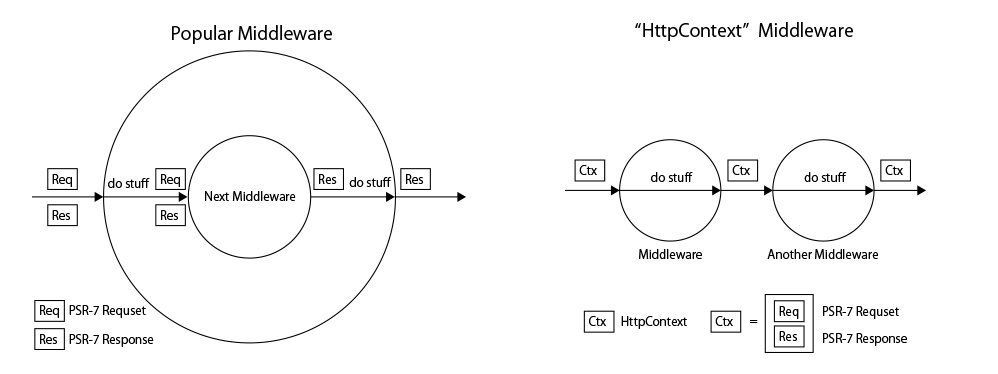 Popular Middleware
Req
Res
do stuff
Req
Res
Next Middleware
Res
do stuff
Res
Req PSR-7 Requset
Res PSR-7 Response
“HttpContext” Middleware
Ctx
do stuff
Ctx
do stuff
Ctx
Middleware
Another Middleware
Ctx HttpContext
Ctx =
Req PSR-7 Requset
Res PSR-7 Response